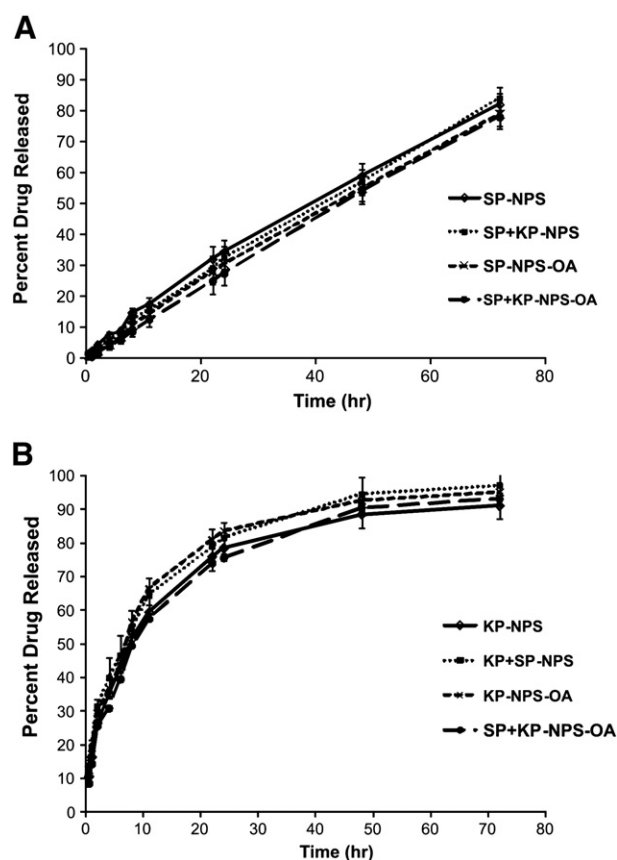 A
100
90
80
70
60
50
40
30
20
10
0
Percent Drug Released
0 20 40 60 80
Time (hr)
SP-NPS
SP+KP-NPS
SP-NPS-OA
SP+KP-NPS-OA
B
100
90
80
70
60
50
40
30
20
10
0
Percent Drug Released
0 10 20 30 40 50 60 70 80
Time (hr)
KP-NPS
KP+SP-NPS
KP-NPS-OA
SP+KP-NPS-OA